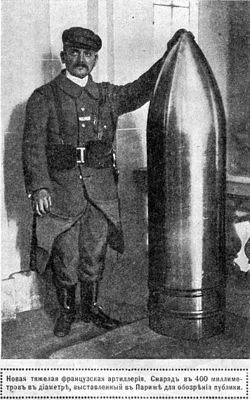 Новая тяжелая французская артиллерія. Снарядъ въ 400 миллиме-
тровъ въ діаметрѣ, выставленный въ Парижѣ для обозрѣнія публики.